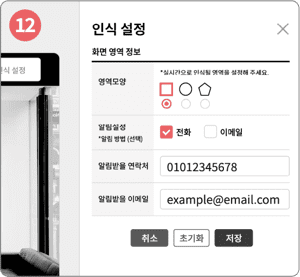 12
인식 설정
인식 설정
화면 영역 정보
영역모양
*실시간으로 인식될 영역을 설정해 주세요.
알림설정
*알림 방법 (선택)
전화
이메일
알림받을 연락처
01012345678
알림받을 이메일
example@email.com
취소
초기화
저장